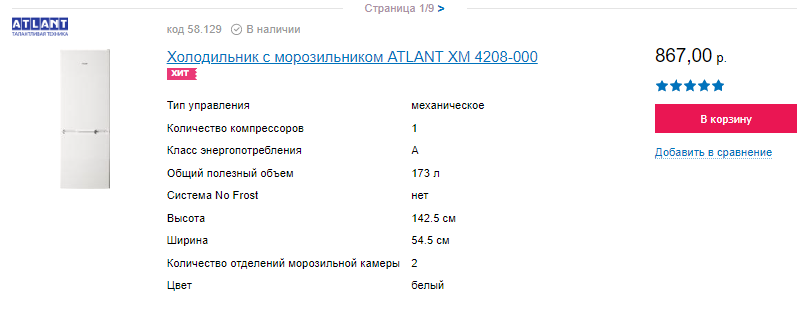 Страница 1/9 >
ATLANT
ТАЛАНТЛИВАЯ ТЕХНИКА
код 58.129 В наличии
Холодильник с морозильником ATLANT ХМ 4208-000
ХИТ
867,00 р.
Тип управления механическое
В корзину
Количество компрессоров 1
Класс энергопотребления A
Добавить в сравнение
Общий полезный объем 173 л
Система No Frost нет
Высота 142.5 см
Ширина 54.5 см
Количество отделений морозильной камеры 2
Цвет белый